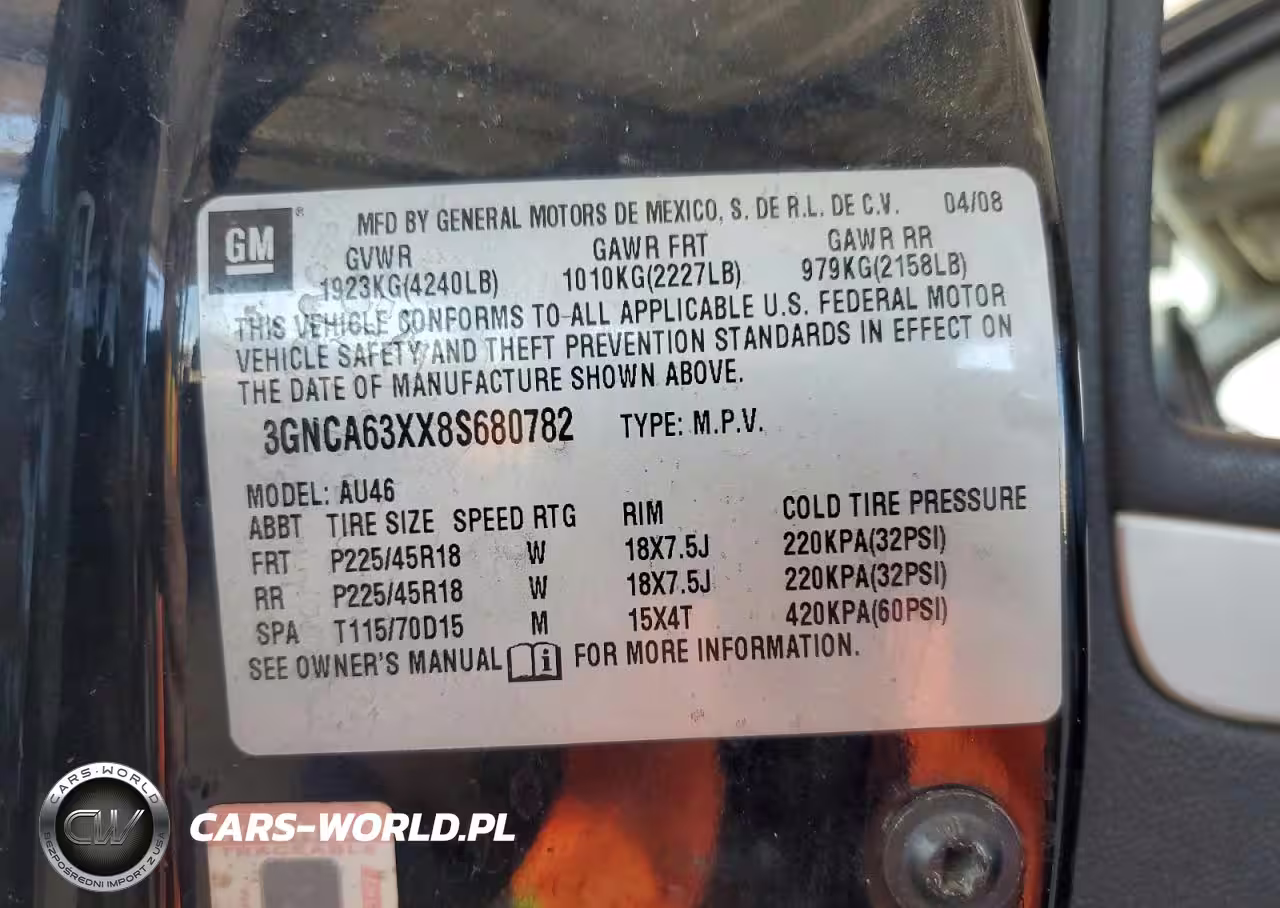 GM ®
MFD BY GENERAL MOTORS DE MEXICO, S. DE R.L. DE C.V. 04/08
GVWR GAWR FRT GAWR RR
1923KG(4240LB) 1010KG(2227LB) 979KG(2158LB)
THIS VEHICLE CONFORMS TO ALL APPLICABLE U.S. FEDERAL MOTOR
VEHICLE SAFETY AND THEFT PREVENTION STANDARDS IN EFFECT ON
THE DATE OF MANUFACTURE SHOWN ABOVE.
3GNCA63XX8S680782 TYPE: M.P.V.
MODEL: AU46
ABBT TIRE SIZE SPEED RTG RIM COLD TIRE PRESSURE
FRT P225/45R18 W 18X7.5J 220KPA(32PSI)
RR P225/45R18 W 18X7.5J 220KPA(32PSI)
SPA T115/70D15 M 15X4T 420KPA(60PSI)
SEE OWNER'S MANUAL i FOR MORE INFORMATION.
CARS-WORLD
CW
BEZPOŚREDNI IMPORT Z USA
CARS-WORLD.PL